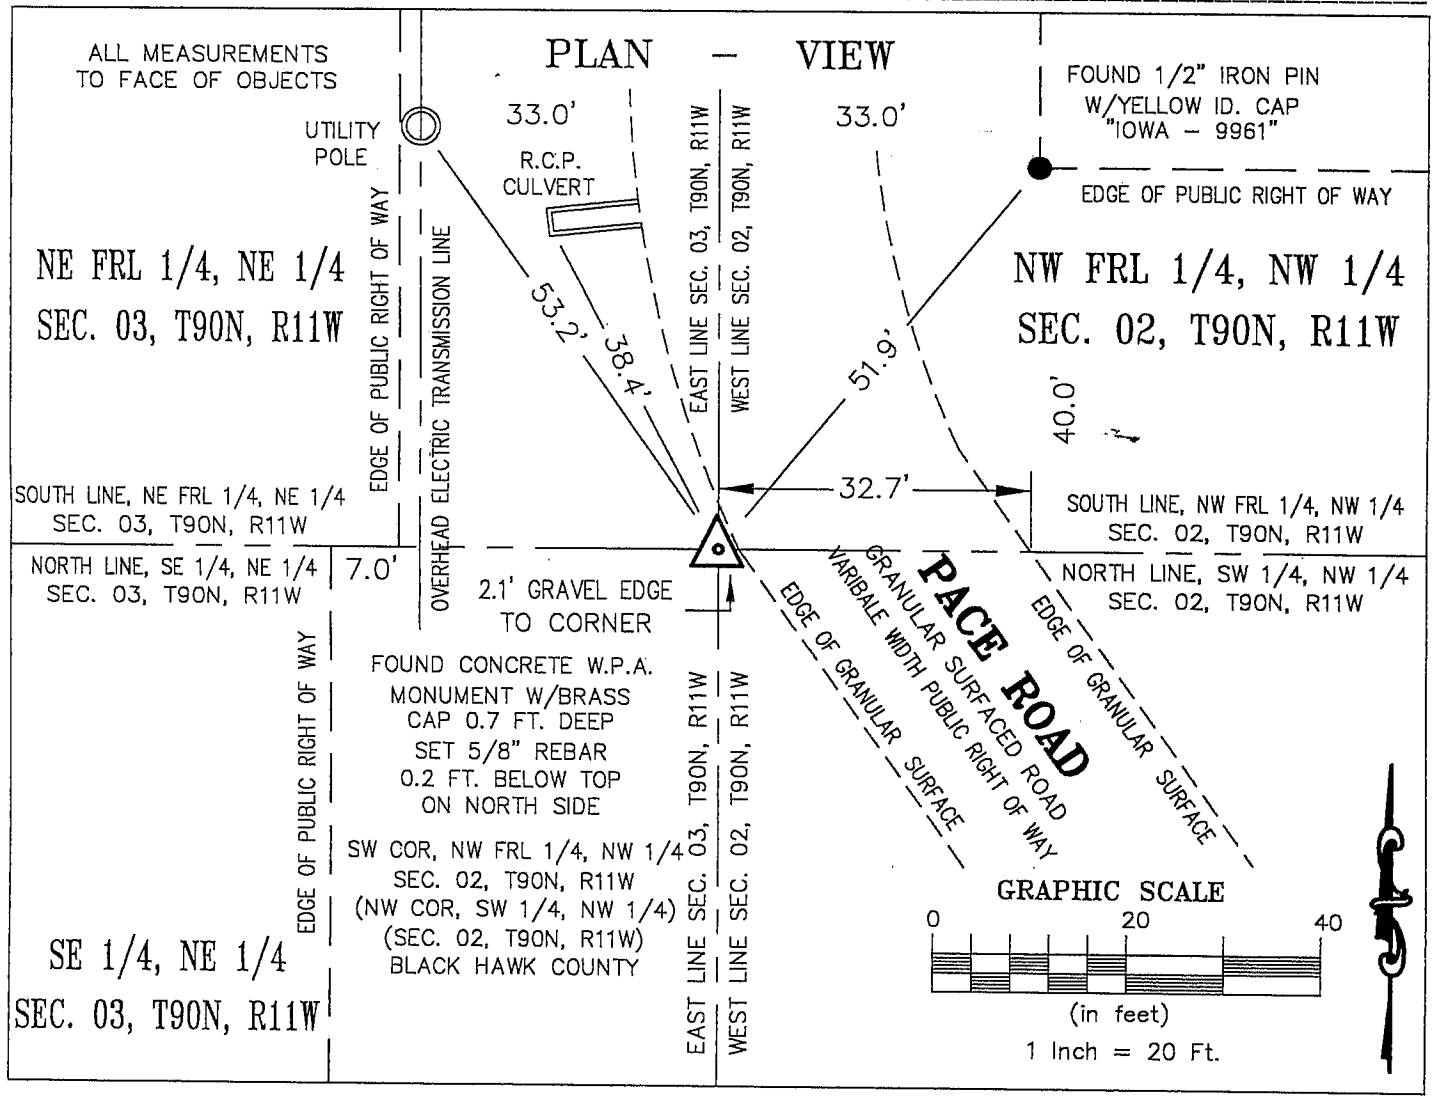 PLAN - VIEW
ALL MEASUREMENTS
TO FACE OF OBJECTS
UTILITY
POLE
33.0'
R.C.P.
CULVERT
33.0'
FOUND 1/2" IRON PIN
W/YELLOW ID. CAP
"IOWA - 9961"
EDGE OF PUBLIC RIGHT OF WAY
NE FRL 1/4, NE 1/4
SEC. 03, T90N, R11W
EDGE OF PUBLIC RIGHT OF WAY
OVERHEAD ELECTRIC TRANSMISSION LINE
53.2'
38.4'
EAST LINE SEC. 03, T90N, R11W
WEST LINE SEC. 02, T90N, R11W
51.9'
NW FRL 1/4, NW 1/4
SEC. 02, T90N, R11W
40.0'
32.7'
SOUTH LINE, NE FRL 1/4, NE 1/4
SEC. 03, T90N, R11W
SOUTH LINE, NW FRL 1/4, NW 1/4
SEC. 02, T90N, R11W
NORTH LINE, SE 1/4, NE 1/4
SEC. 03, T90N, R11W
7.0'
2.1' GRAVEL EDGE
TO CORNER
NORTH LINE, SW 1/4, NW 1/4
SEC. 02, T90N, R11W
EDGE OF GRANULAR SURFACE
VARIBALE WIDTH PUBLIC RIGHT OF WAY
GRANULAR SURFACED ROAD
PACE ROAD
EDGE OF GRANULAR SURFACE
EDGE OF PUBLIC RIGHT OF WAY
FOUND CONCRETE W.P.A.
MONUMENT W/BRASS
CAP 0.7 FT. DEEP
SET 5/8" REBAR
0.2 FT. BELOW TOP
ON NORTH SIDE
SW COR, NW FRL 1/4, NW 1/4
SEC. 02, T90N, R11W
(NW COR, SW 1/4, NW 1/4)
(SEC. 02, T90N, R11W)
BLACK HAWK COUNTY
EAST LINE SEC. 03, T90N, R11W
WEST LINE SEC. 02, T90N, R11W
SE 1/4, NE 1/4
SEC. 03, T90N, R11W
GRAPHIC SCALE
0 20 40
(in feet)
1 Inch = 20 Ft.